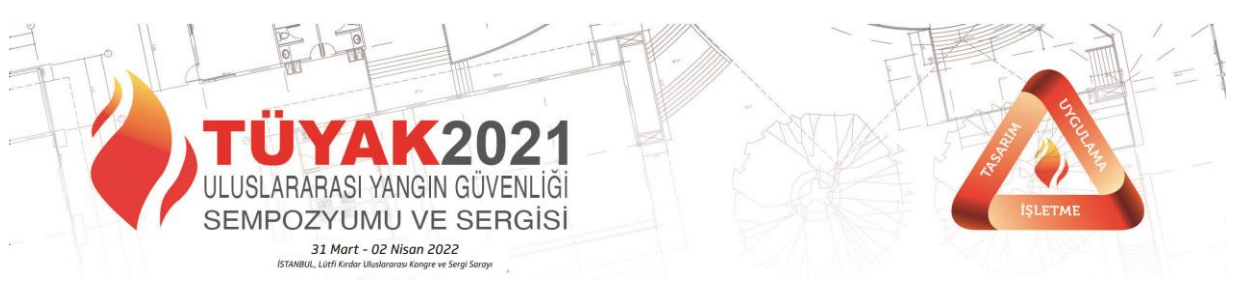 TÜYAK2021
ULUSLARARASI YANGIN GÜVENLİĞİ
SEMPOZYUMU VE SERGİSİ
31 Mart - 02 Nisan 2022
İSTANBUL, Lütfi Kırdar Uluslararası Kongre ve Sergi Sarayı
TASARIM
UYGULAMA
İŞLETME